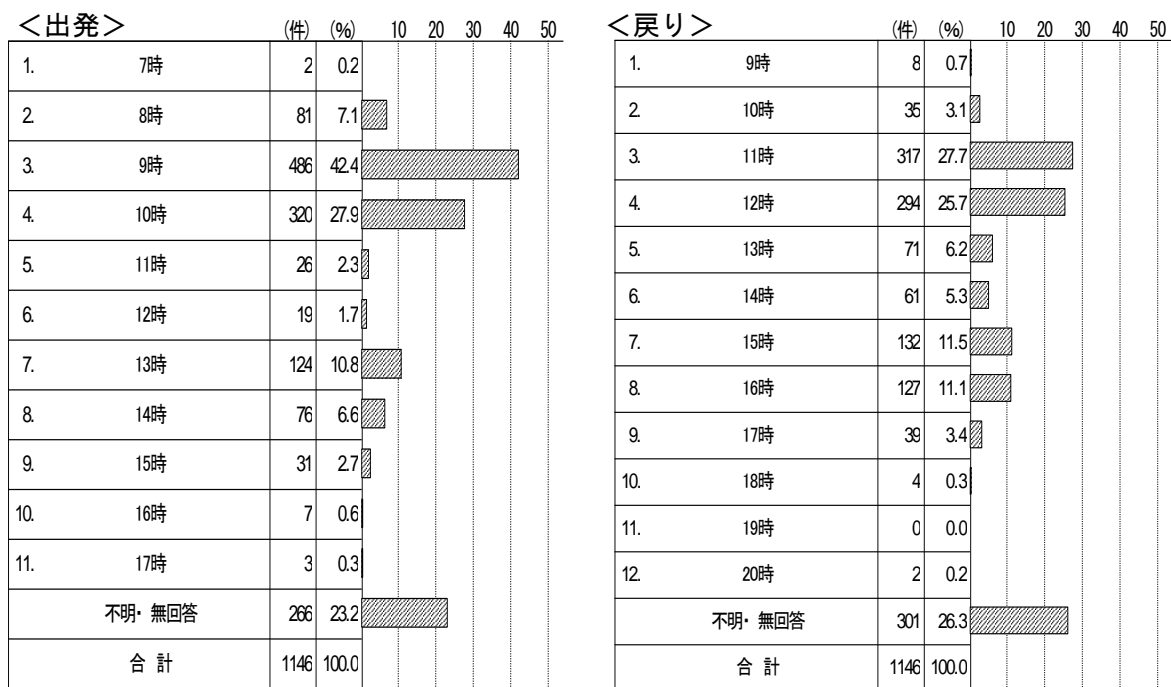 ＜出発＞ (件) (%) 10 20 30 40 50
1. 7時 2 0.2
2. 8時 81 7.1
3. 9時 486 42.4
4. 10時 320 27.9
5. 11時 26 2.3
6. 12時 19 1.7
7. 13時 124 10.8
8. 14時 76 6.6
9. 15時 31 2.7
10. 16時 7 0.6
11. 17時 3 0.3
不明・無回答 266 23.2
合 計 1146 100.0
＜戻り＞ (件) (%) 10 20 30 40 50
1. 9時 8 0.7
2. 10時 35 3.1
3. 11時 317 27.7
4. 12時 294 25.7
5. 13時 71 6.2
6. 14時 61 5.3
7. 15時 132 11.5
8. 16時 127 11.1
9. 17時 39 3.4
10. 18時 4 0.3
11. 19時 0 0.0
12. 20時 2 0.2
不明・無回答 301 26.3
合 計 1146 100.0